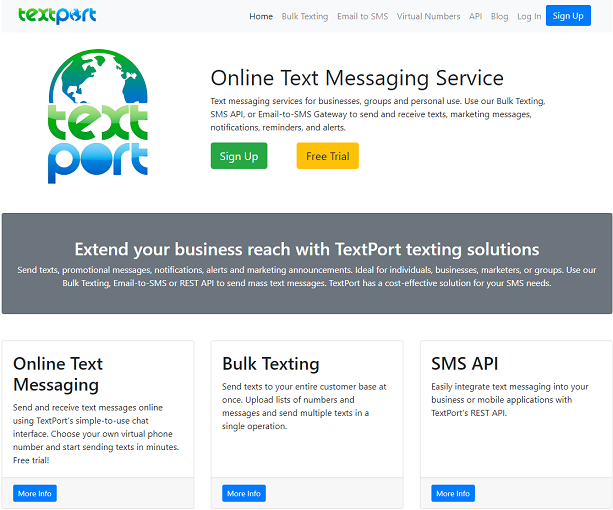 textport
Home Bulk Texting Email to SMS Virtual Numbers API Blog Log In Sign Up
text
port
Online Text Messaging Service
Text messaging services for businesses, groups and personal use. Use our Bulk Texting,
SMS API, or Email-to-SMS Gateway to send and receive texts, marketing messages,
notifications, reminders, and alerts.
Sign Up Free Trial
Extend your business reach with TextPort texting solutions
Send texts, promotional messages, notifications, alerts and marketing announcements. Ideal for individuals, businesses, marketers, or groups. Use our
Bulk Texting, Email-to-SMS or REST API to send mass text messages. TextPort has a cost-effective solution for your SMS needs.
Online Text
Messaging
Send and receive text messages online
using TextPort's simple-to-use chat
interface. Choose your own virtual phone
number and start sending texts in minutes.
Free trial!
More Info
Bulk Texting
Send texts to your entire customer base at
once. Upload lists of numbers and
messages and send multiple texts in a
single operation.
More Info
SMS API
Easily integrate text messaging into your
business or mobile applications with
TextPort's REST API.
More Info